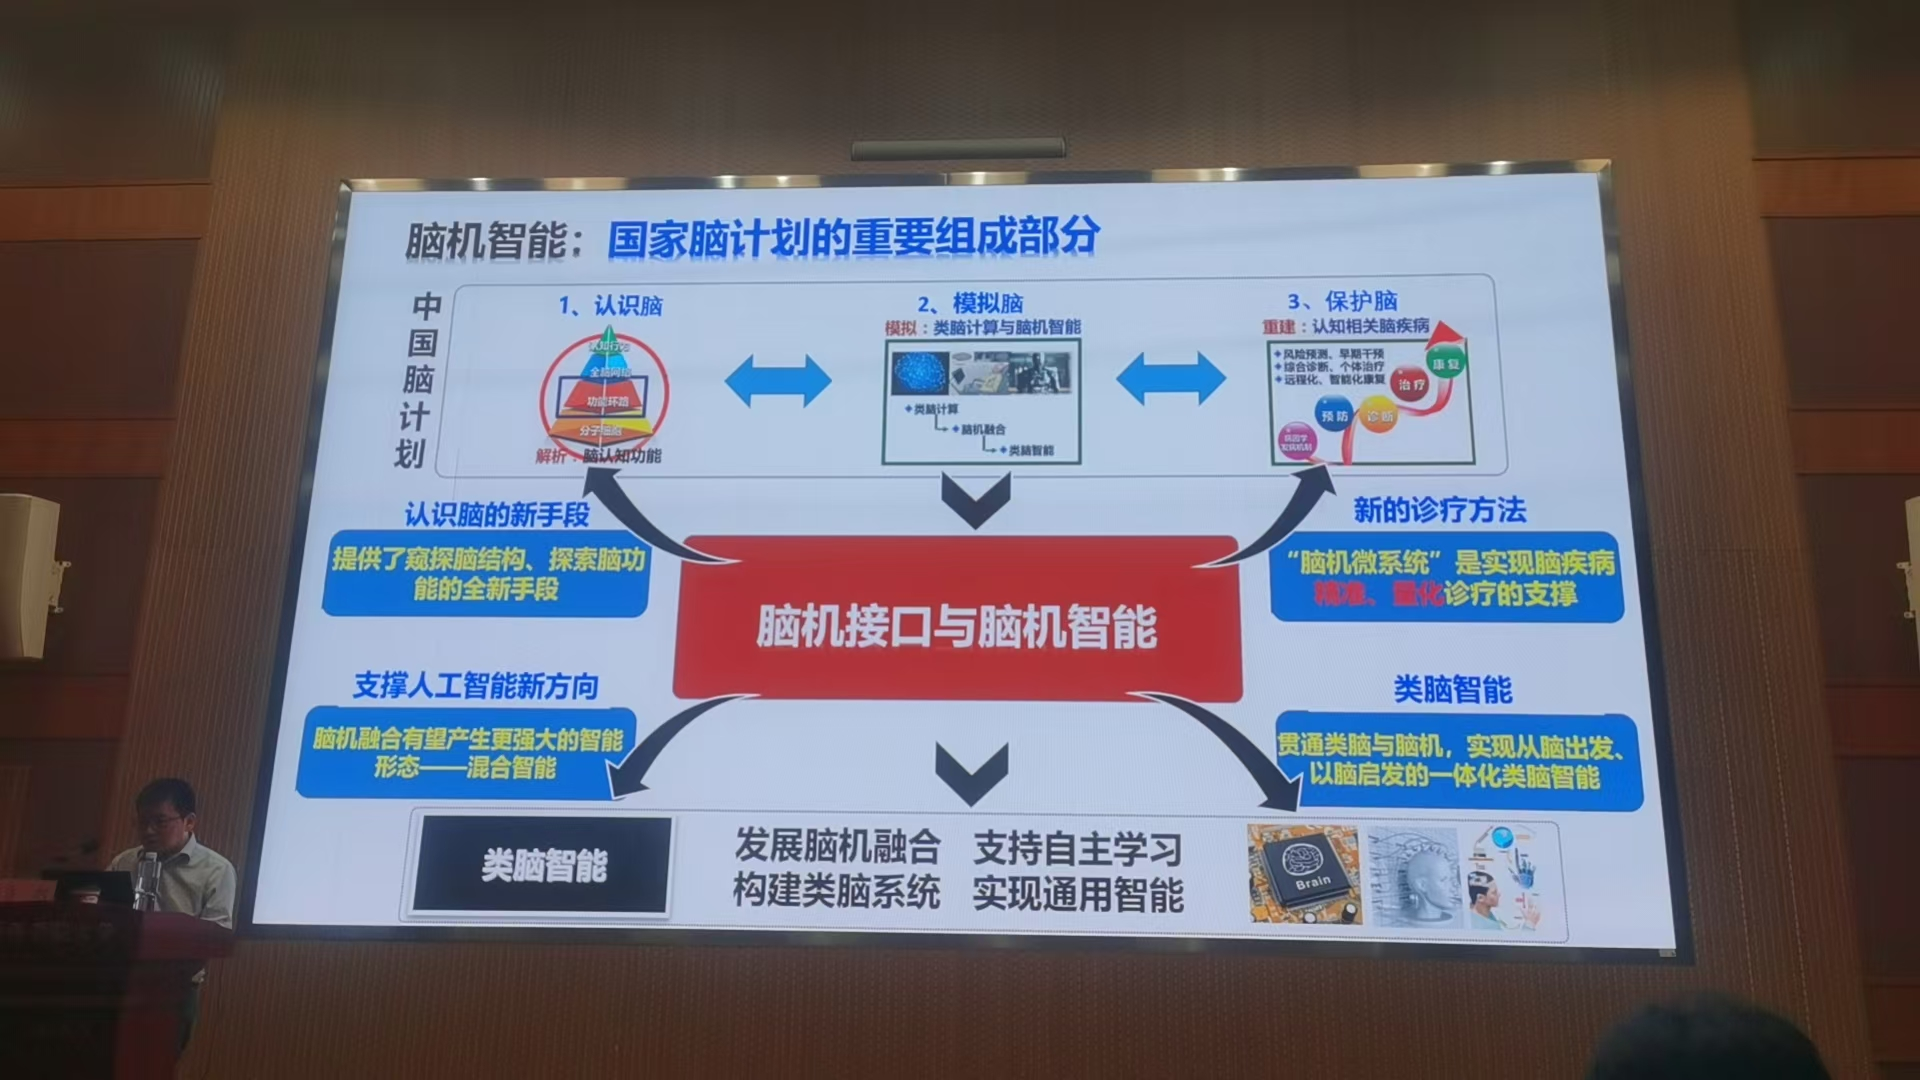 脑机智能：国家脑计划的重要组成部分
中国脑计划
1、认识脑
认知行为
全脑网络
功能环路
分子细胞
解析：脑认知功能
2、模拟脑
模拟：类脑计算与脑机智能
类脑计算
脑机融合
类脑智能
3、保护脑
重建：认知相关脑疾病
风险预测、早期干预
综合诊断、个体治疗
远程化、智能化康复
康复
治疗
预防
诊断
病因学
发病机制
认识脑的新手段
提供了窥探脑结构、探索脑功
能的全新手段
新的诊疗方法
“脑机微系统”是实现脑疾病
精准、量化诊疗的支撑
脑机接口与脑机智能
支撑人工智能新方向
脑机融合有望产生更强大的智能
形态——混合智能
类脑智能
贯通类脑与脑机，实现从脑出发、
以脑启发的一体化类脑智能
类脑智能
发展脑机融合 支持自主学习
构建类脑系统 实现通用智能
Brain